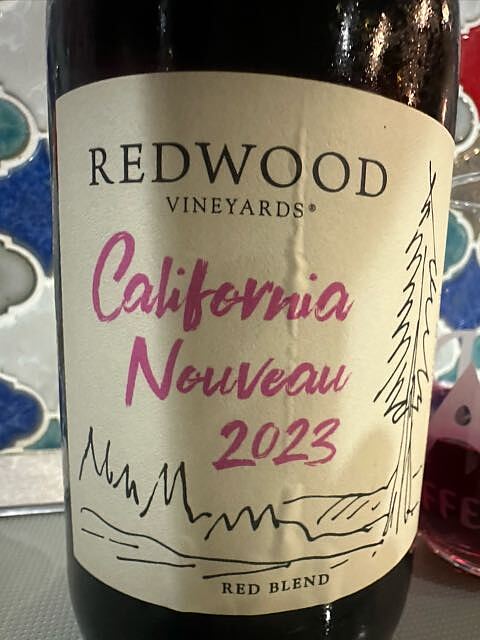 REDWOOD
VINEYARDS®
California
Nouveau
2023
RED BLEND